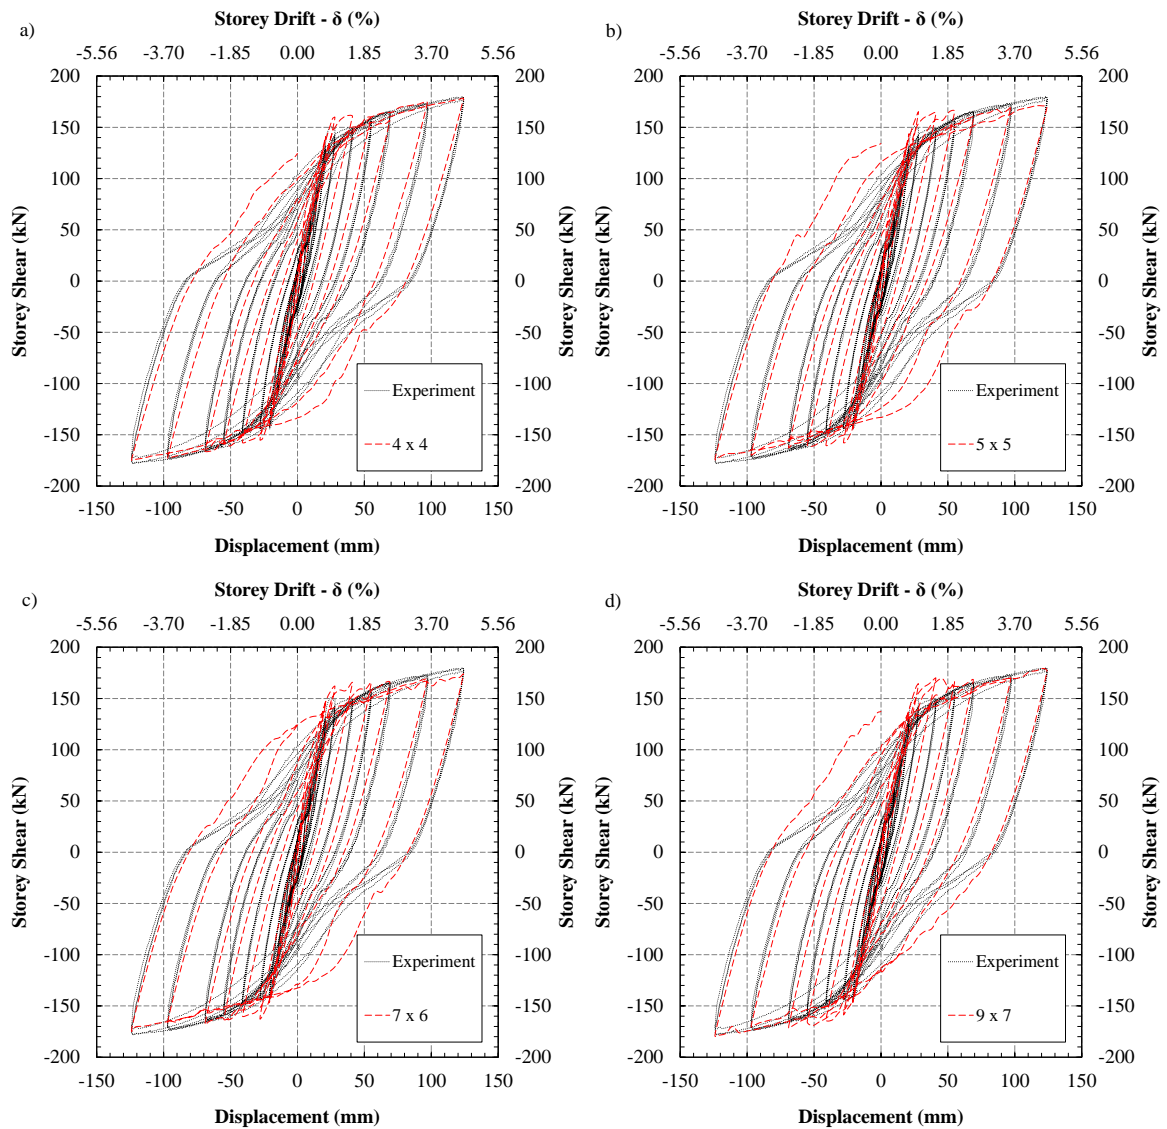 a)
Storey Drift - δ (%)
-5.56 -3.70 -1.85 0.00 1.85 3.70 5.56
200 150 100 50 0 -50 -100 -150 -200
Storey Shear (kN)
200 150 100 50 0 -50 -100 -150 -200
Storey Shear (kN)
Experiment
4 x 4
-150 -100 -50 0 50 100 150
Displacement (mm)
b)
Storey Drift - δ (%)
-5.56 -3.70 -1.85 0.00 1.85 3.70 5.56
200 150 100 50 0 -50 -100 -150 -200
Storey Shear (kN)
200 150 100 50 0 -50 -100 -150 -200
Storey Shear (kN)
Experiment
5 x 5
-150 -100 -50 0 50 100 150
Displacement (mm)
c)
Storey Drift - δ (%)
-5.56 -3.70 -1.85 0.00 1.85 3.70 5.56
200 150 100 50 0 -50 -100 -150 -200
Storey Shear (kN)
200 150 100 50 0 -50 -100 -150 -200
Storey Shear (kN)
Experiment
7 x 6
-150 -100 -50 0 50 100 150
Displacement (mm)
d)
Storey Drift - δ (%)
-5.56 -3.70 -1.85 0.00 1.85 3.70 5.56
200 150 100 50 0 -50 -100 -150 -200
Storey Shear (kN)
200 150 100 50 0 -50 -100 -150 -200
Storey Shear (kN)
Experiment
9 x 7
-150 -100 -50 0 50 100 150
Displacement (mm)